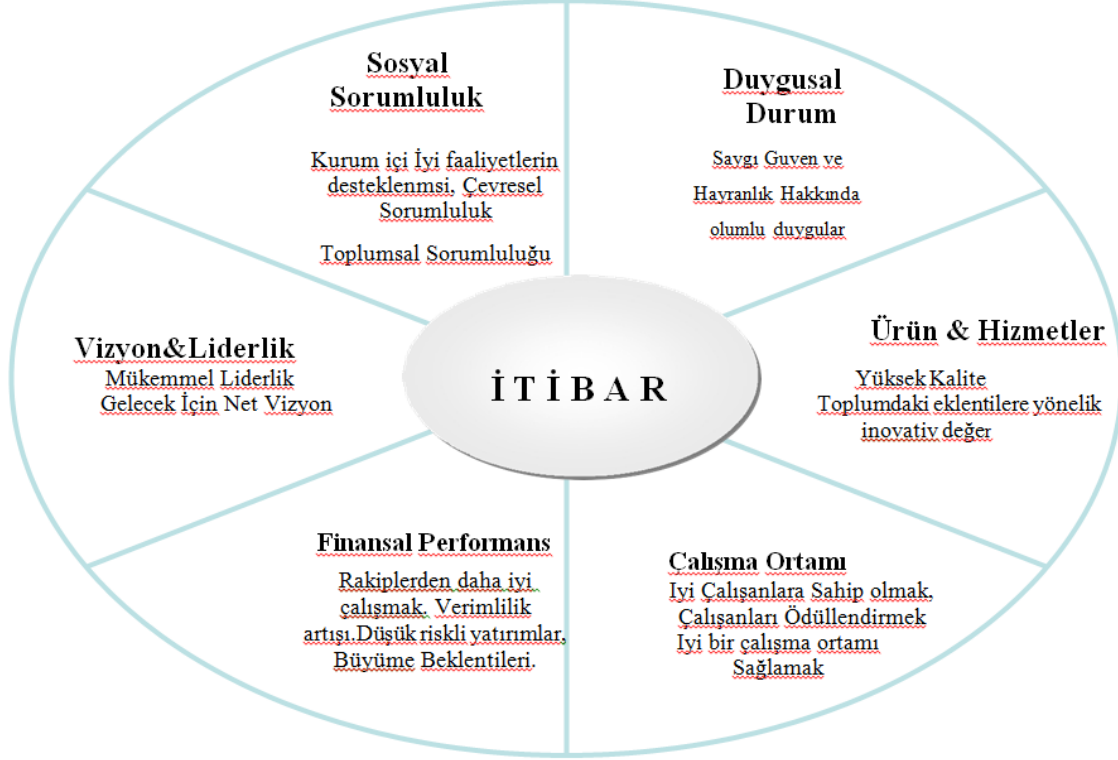 Sosyal
Sorumluluk
Kurum içi İyi faaliyetlerin
desteklenmsi, Çevresel
Sorumluluk
Toplumsal Sorumluluğu
Duygusal
Durum
Saygı Guven ve
Hayranlık Hakkında
olumlu duygular
Vizyon&Liderlik
Mükemmel Liderlik
Gelecek İçin Net Vizyon
İ T İ B A R
Ürün & Hizmetler
Yüksek Kalite
Toplumdaki eklentilere yönelik
inovativ değer
Finansal Performans
Rakiplerden daha iyi
çalışmak. Verimlilik
artışı.Düşük riskli yatırımlar,
Büyüme Beklentileri.
Çalışma Ortamı
Iyi Çalışanlara Sahip olmak,
Çalışanları Ödüllendirmek
Iyi bir çalışma ortamı
Sağlamak